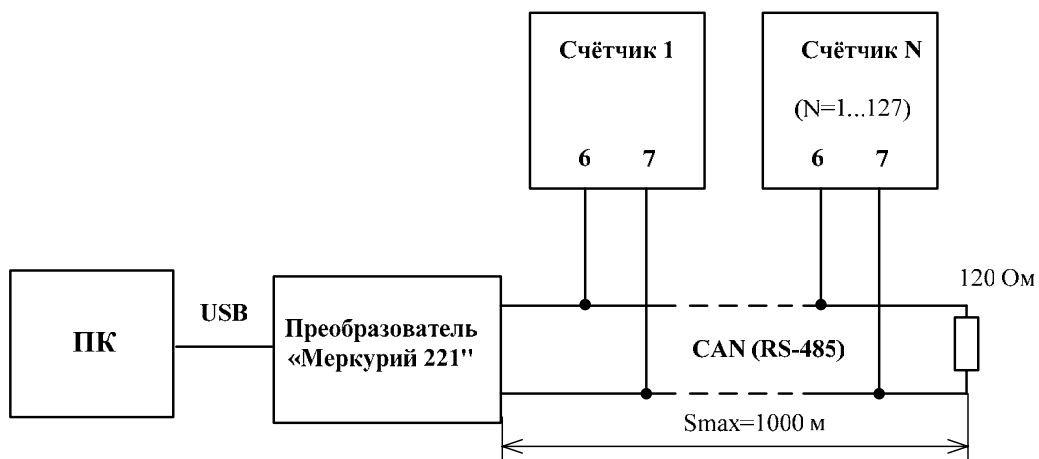 Счётчик 1
Счётчик N
(N=1...127)
6 7
6 7
120 Ом
USB
ПК
Преобразователь
«Меркурий 221"
CAN (RS-485)
Smax=1000 м